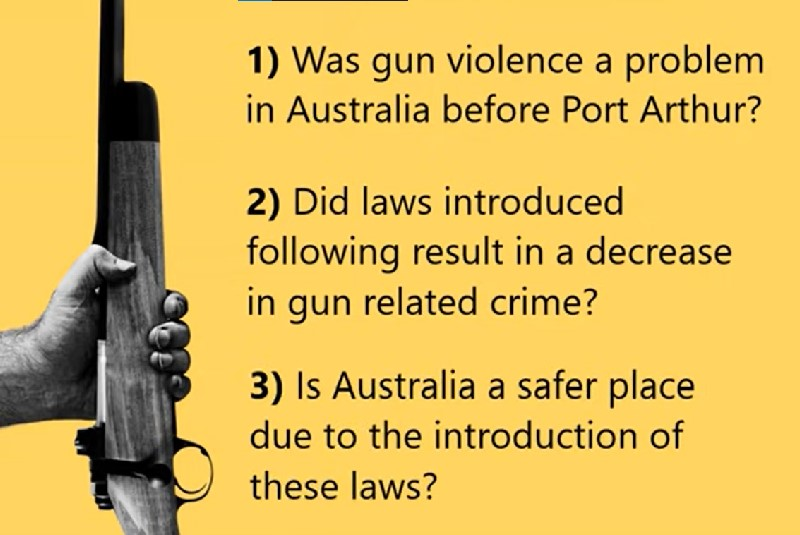 1) Was gun violence a problem
in Australia before Port Arthur?
2) Did laws introduced
following result in a decrease
in gun related crime?
3) Is Australia a safer place
due to the introduction of
these laws?